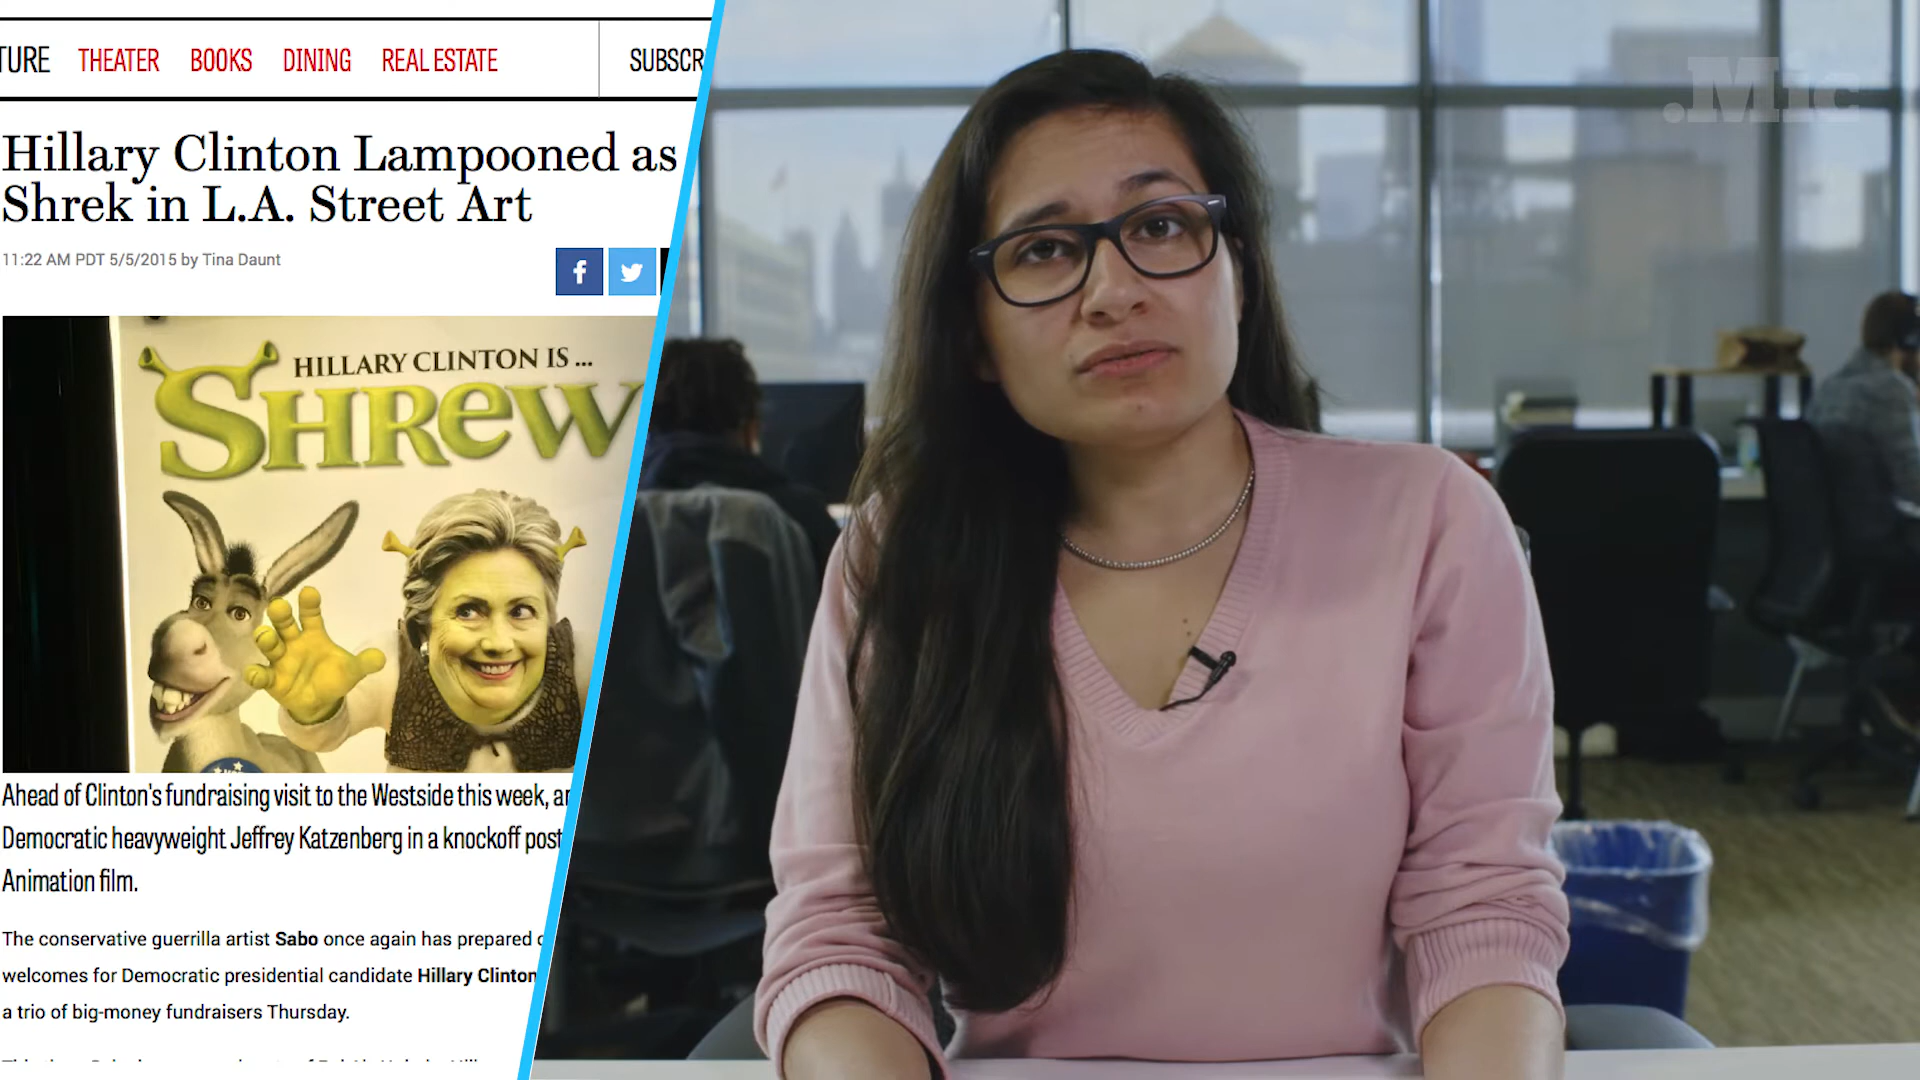 TURE THEATER BOOKS DINING REAL ESTATE SUBSCR
Hillary Clinton Lampooned as
Shrek in L.A. Street Art
11:22 AM PDT 5/5/2015 by Tina Daunt
HILLARY CLINTON IS ...
SHREW
Ahead of Clinton's fundraising visit to the Westside this week, an
Democratic heavyweight Jeffrey Katzenberg in a knockoff post
Animation film.
The conservative guerrilla artist Sabo once again has prepared
welcomes for Democratic presidential candidate Hillary Clinton
a trio of big-money fundraisers Thursday.
.Mic